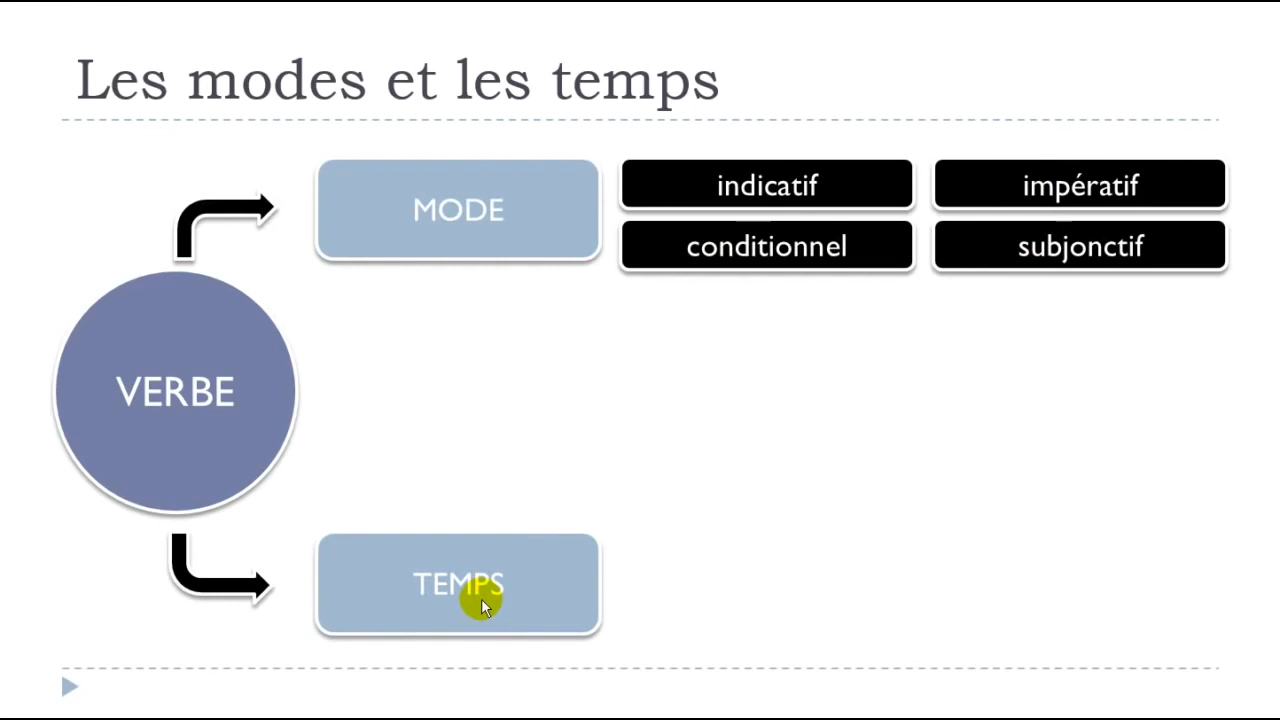 Les modes et les temps
MODE
indicatif
impératif
conditionnel
subjonctif
VERBE
TEMPS